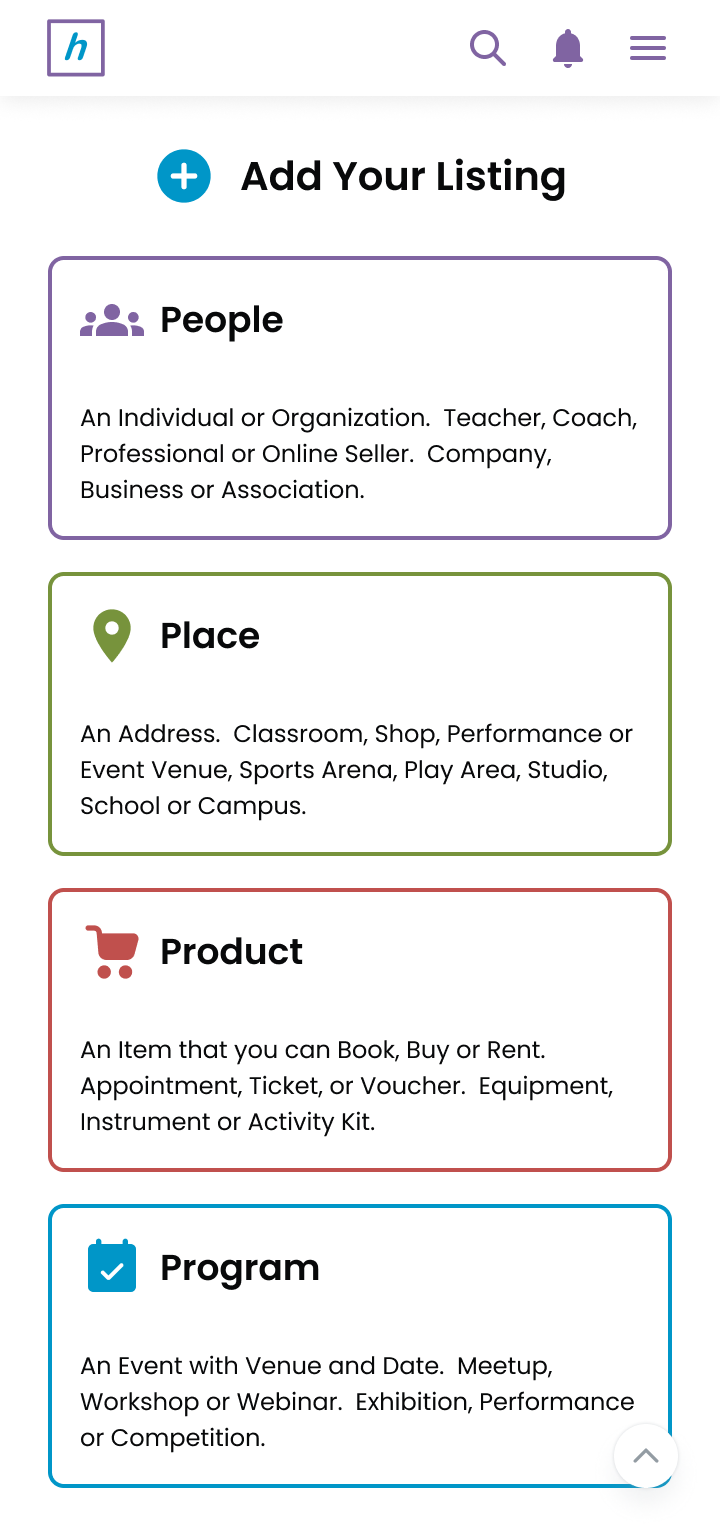 h
Add Your Listing
People
An Individual or Organization.  Teacher, Coach,
Professional or Online Seller.  Company,
Business or Association.
Place
An Address.  Classroom, Shop, Performance or
Event Venue, Sports Arena, Play Area, Studio,
School or Campus.
Product
An Item that you can Book, Buy or Rent.
Appointment, Ticket, or Voucher.  Equipment,
Instrument or Activity Kit.
Program
An Event with Venue and Date.  Meetup,
Workshop or Webinar.  Exhibition, Performance
or Competition.